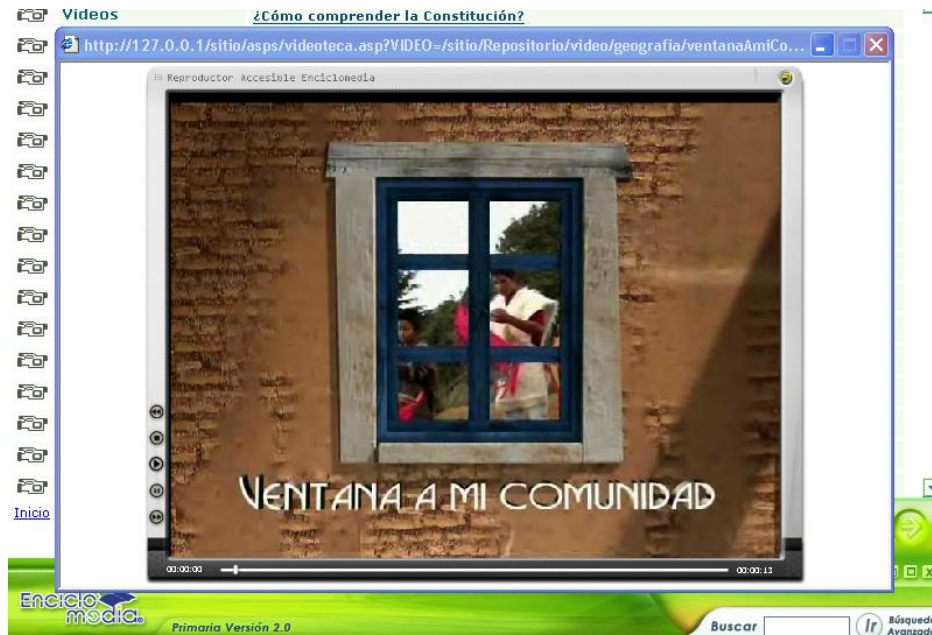 Videos
¿Cómo comprender la Constitución?
http://127.0.0.1/sitio/asps/videoteca.asp?VIDEO=/sitio/Repositorio/video/geografia/ventanaAmiCo...
Reproductor Accesible Enciclomedia
VENTANA A MI COMUNIDAD
00:00:00
00:00:13
Inicio
Enciclomedia
Primaria Versión 2.0
Buscar
Ir
Búsqueda
Avanzada